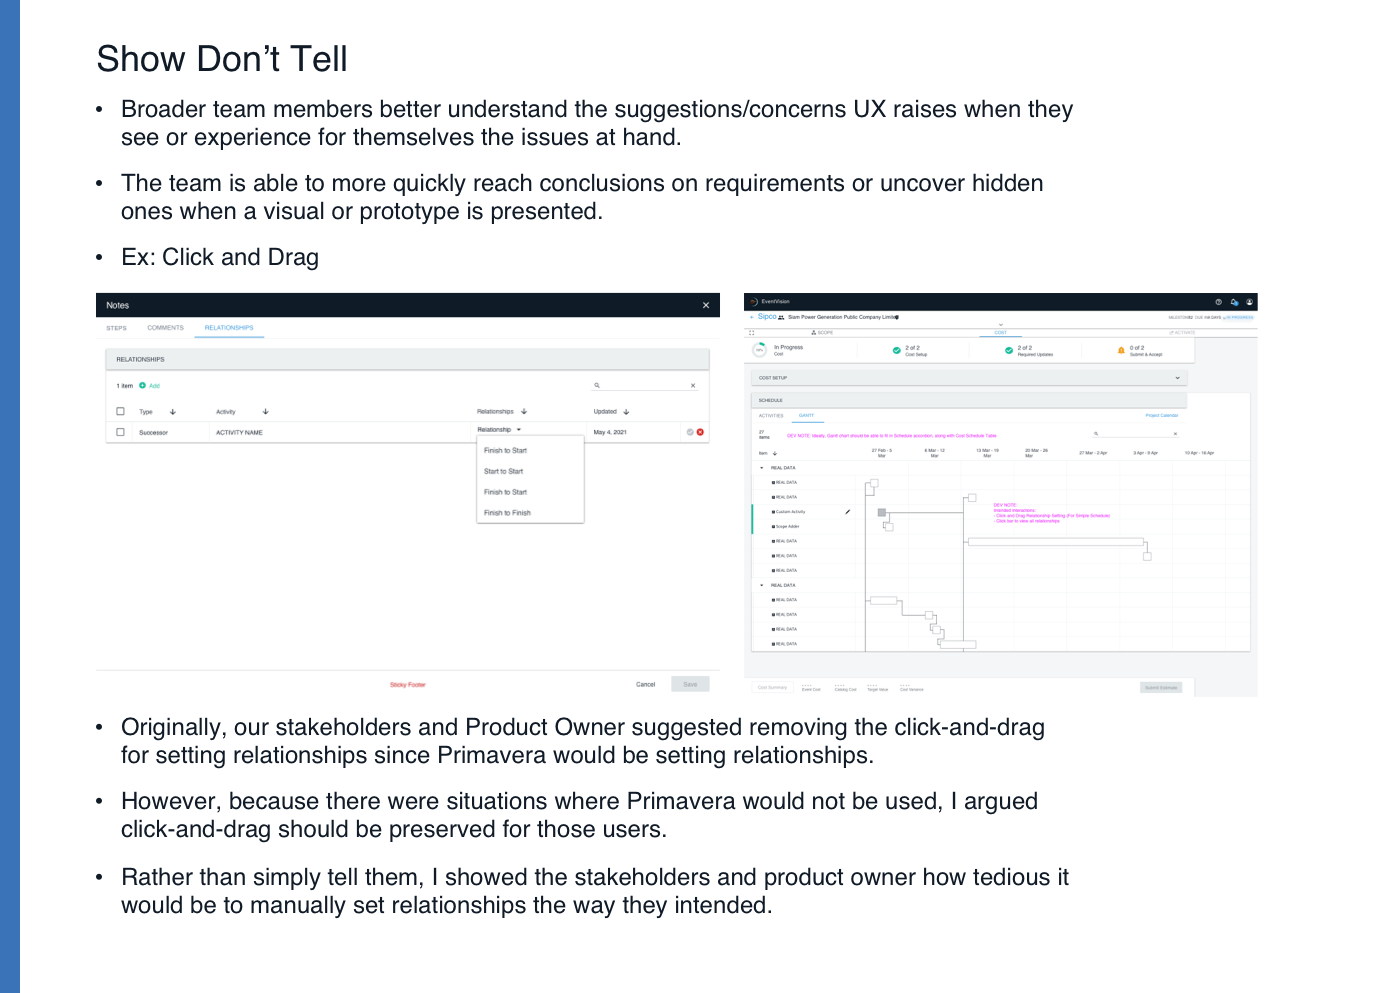 Show Don’t Tell
• Broader team members better understand the suggestions/concerns UX raises when they
see or experience for themselves the issues at hand.
• The team is able to more quickly reach conclusions on requirements or uncover hidden
ones when a visual or prototype is presented.
• Ex: Click and Drag
Notes
STEPS COMMENTS RELATIONSHIPS
RELATIONSHIPS
1 item Add
Type Activity Relationships Updated
Successor ACTIVITY NAME Relationship May 4, 2021
Finish to Start
Start to Start
Finish to Start
Finish to Finish
Sticky Footer Cancel Save
EventVision
Sipco Siam Power Generation Public Company Limited
SCOPE COST ACTIVATE
In Progress
Cost
2 of 2
Cost Setup
2 of 2
Required Updates
0 of 2
Submit & Accept
COST SETUP
SCHEDULE
ACTIVITIES GANTT Project Calendar
27
items
DEV NOTE: Ideally, Gantt chart should be able to fit in Schedule accordion, along with Cost Schedule Table.
Item 27 Feb - 5 Mar 6 Mar - 12 Mar 13 Mar - 19 Mar 20 Mar - 26 Mar 27 Mar - 2 Apr 3 Apr - 9 Apr 10 Apr - 16 Apr
REAL DATA
REAL DATA
REAL DATA
Custom Activity
Scope Adder
REAL DATA
REAL DATA
REAL DATA
DEV NOTE:
Intended Interactions:
- Click and Drag Relationship Setting (For Simple Schedule)
- Click bar to view all relationships
REAL DATA
REAL DATA
REAL DATA
REAL DATA
REAL DATA
Cost Summary Event Cost Catalog Cost Target Value Cost Variance Submit Estimate
• Originally, our stakeholders and Product Owner suggested removing the click-and-drag
for setting relationships since Primavera would be setting relationships.
• However, because there were situations where Primavera would not be used, I argued
click-and-drag should be preserved for those users.
• Rather than simply tell them, I showed the stakeholders and product owner how tedious it
would be to manually set relationships the way they intended.